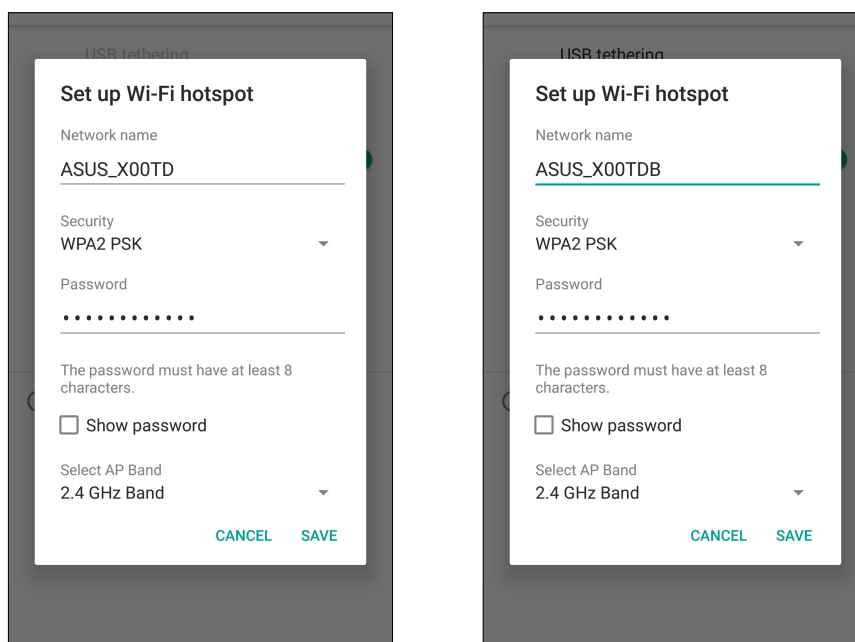 USB tethering
Set up Wi-Fi hotspot
Network name
ASUS_X00TD
Security
WPA2 PSK
Password
••••••••••••
The password must have at least 8
characters.
Show password
Select AP Band
2.4 GHz Band
CANCEL SAVE
USB tethering
Set up Wi-Fi hotspot
Network name
ASUS_X00TDB
Security
WPA2 PSK
Password
••••••••••••
The password must have at least 8
characters.
Show password
Select AP Band
2.4 GHz Band
CANCEL SAVE